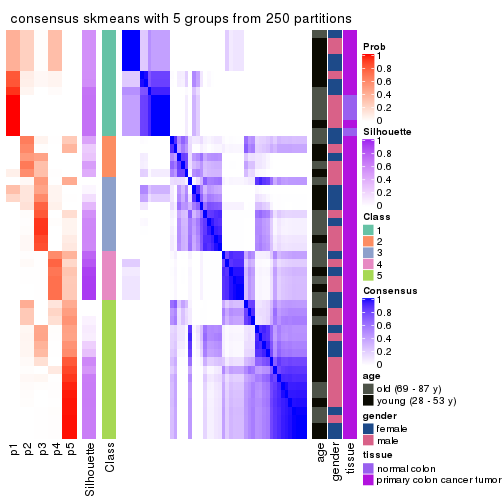 consensus skmeans with 5 groups from 250 partitions
Prob
1
0.8
0.6
0.4
0.2
0
Silhouette
1
0.8
0.6
0.4
0.2
0
Class
1
2
3
4
5
Consensus
1
0.8
0.6
0.4
0.2
0
age
old (69 - 87 y)
young (28 - 53 y)
gender
female
male
tissue
normal colon
primary colon cancer tumor
p1
p2
p3
p4
p5
Silhouette
Class
age
gender
tissue